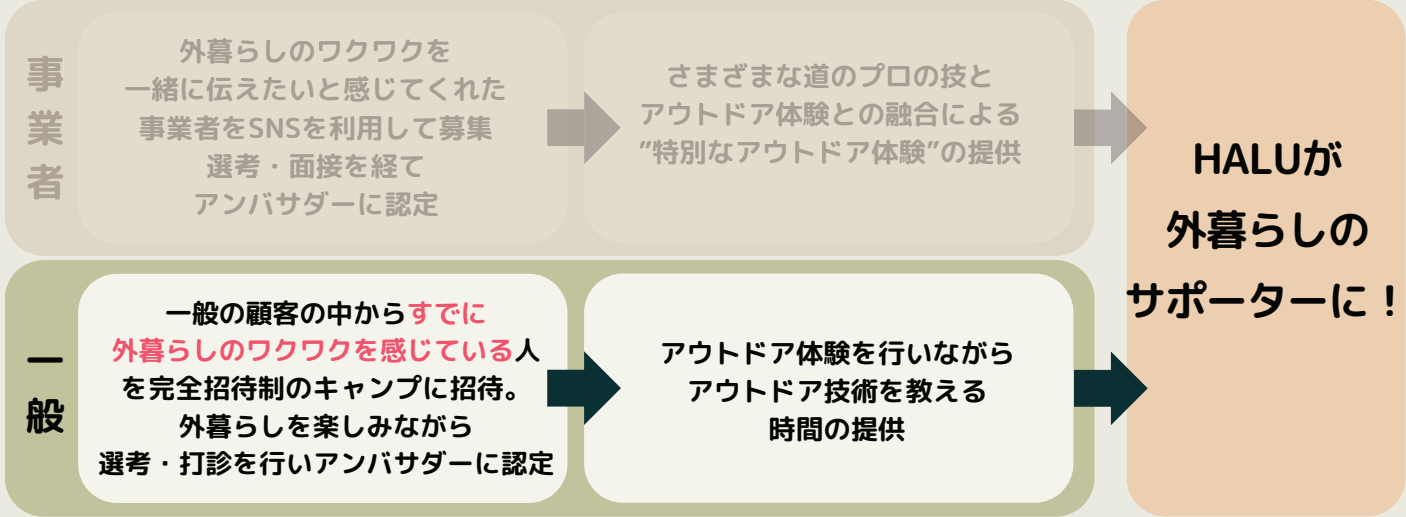 事業者
外暮らしのワクワクを
一緒に伝えたいと感じてくれた
事業者をSNSを利用して募集
選考・面接を経て
アンバサダーに認定
さまざまな道のプロの技と
アウトドア体験との融合による
"特別なアウトドア体験"の提供
一般
一般の顧客の中からすでに
外暮らしのワクワクを感じている人
を完全招待制のキャンプに招待。
外暮らしを楽しみながら
選考・打診を行いアンバサダーに認定
アウトドア体験を行いながら
アウトドア技術を教える
時間の提供
HALUが
外暮らしの
サポーターに！